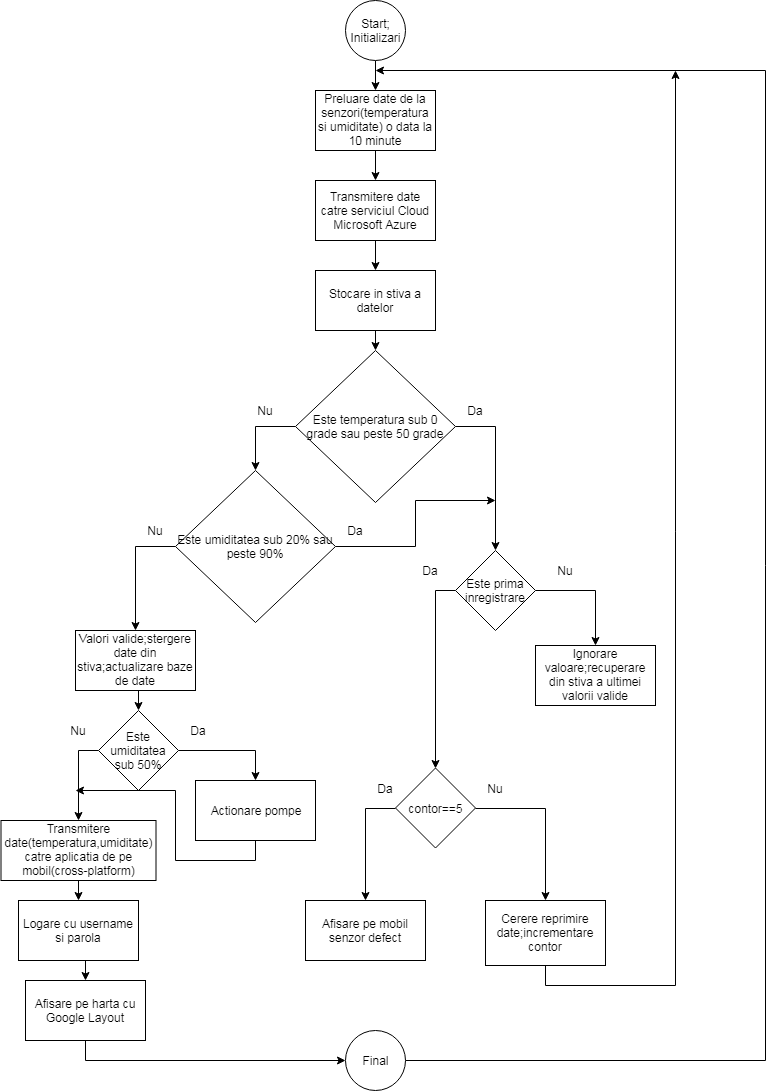 Start;
Initializari
Preluare date de la
senzori(temperatura
si umiditate) o data la
10 minute
Transmitere date
catre serviciul Cloud
Microsoft Azure
Stocare in stiva a
datelor
Nu
Da
Este temperatura sub 0
grade sau peste 50 grade
Nu
Da
Este umiditatea sub 20% sau
peste 90%
Da
Nu
Este prima
inregistrare
Valori valide;stergere
date din
stiva;actualizare baze
de date
Ignorare
valoare;recuperare
din stiva a ultimei
valorii valide
Nu
Da
Este
umiditatea
sub 50%
Actionare pompe
Da
Nu
contor==5
Transmitere
date(temperatura,umiditate)
catre aplicatia de pe
mobil(cross-platform)
Logare cu username
si parola
Afisare pe mobil
senzor defect
Cerere reprimire
date;incrementare
contor
Afisare pe harta cu
Google Layout
Final